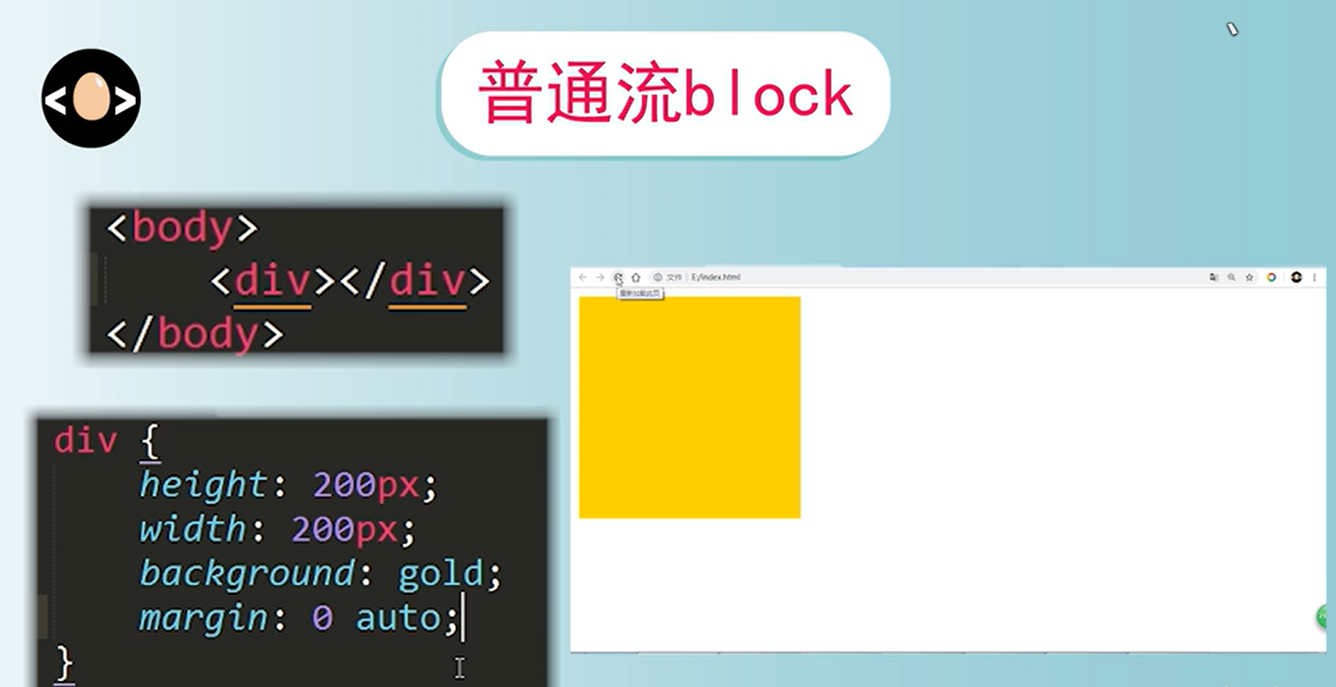 普通流block
<body>
<div></div>
</body>
文件 | E:/index.html
重新加载此页
div {
height: 200px;
width: 200px;
background: gold;
margin: 0 auto;
}